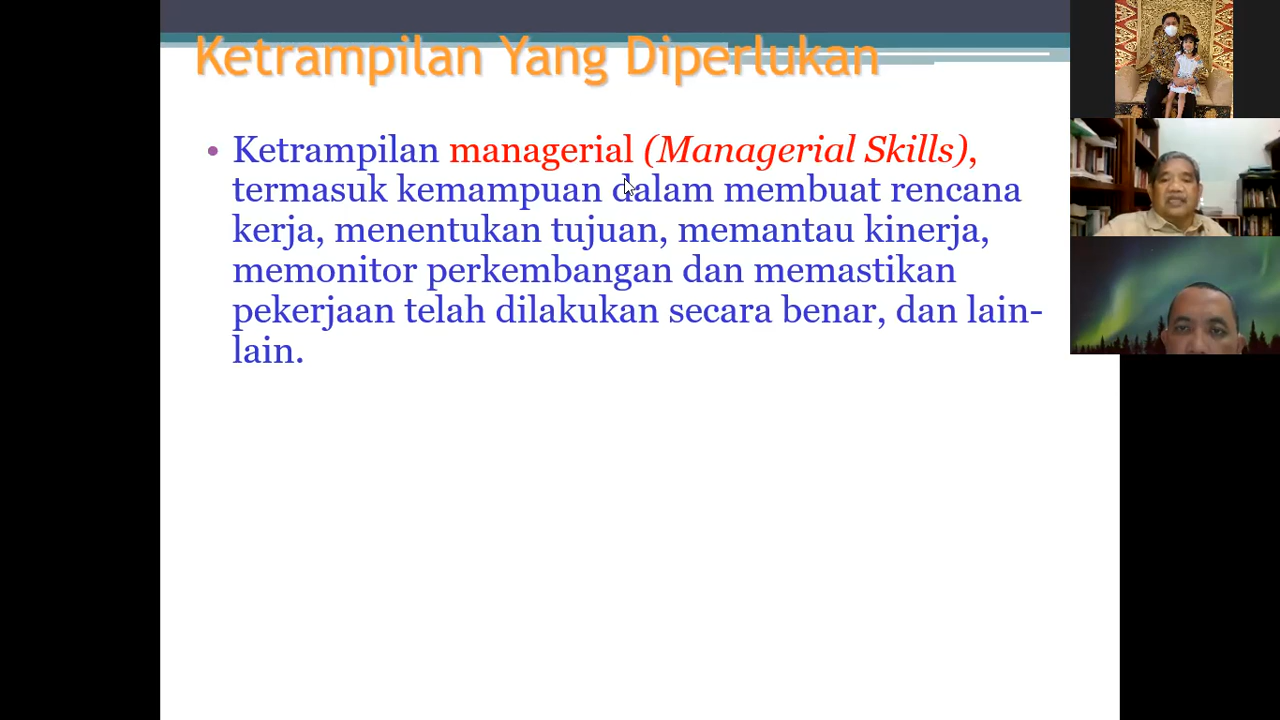 Ketrampilan Yang Diperlukan
• Ketrampilan managerial (Managerial Skills),
termasuk kemampuan dalam membuat rencana
kerja, menentukan tujuan, memantau kinerja,
memonitor perkembangan dan memastikan
pekerjaan telah dilakukan secara benar, dan lain-
lain.